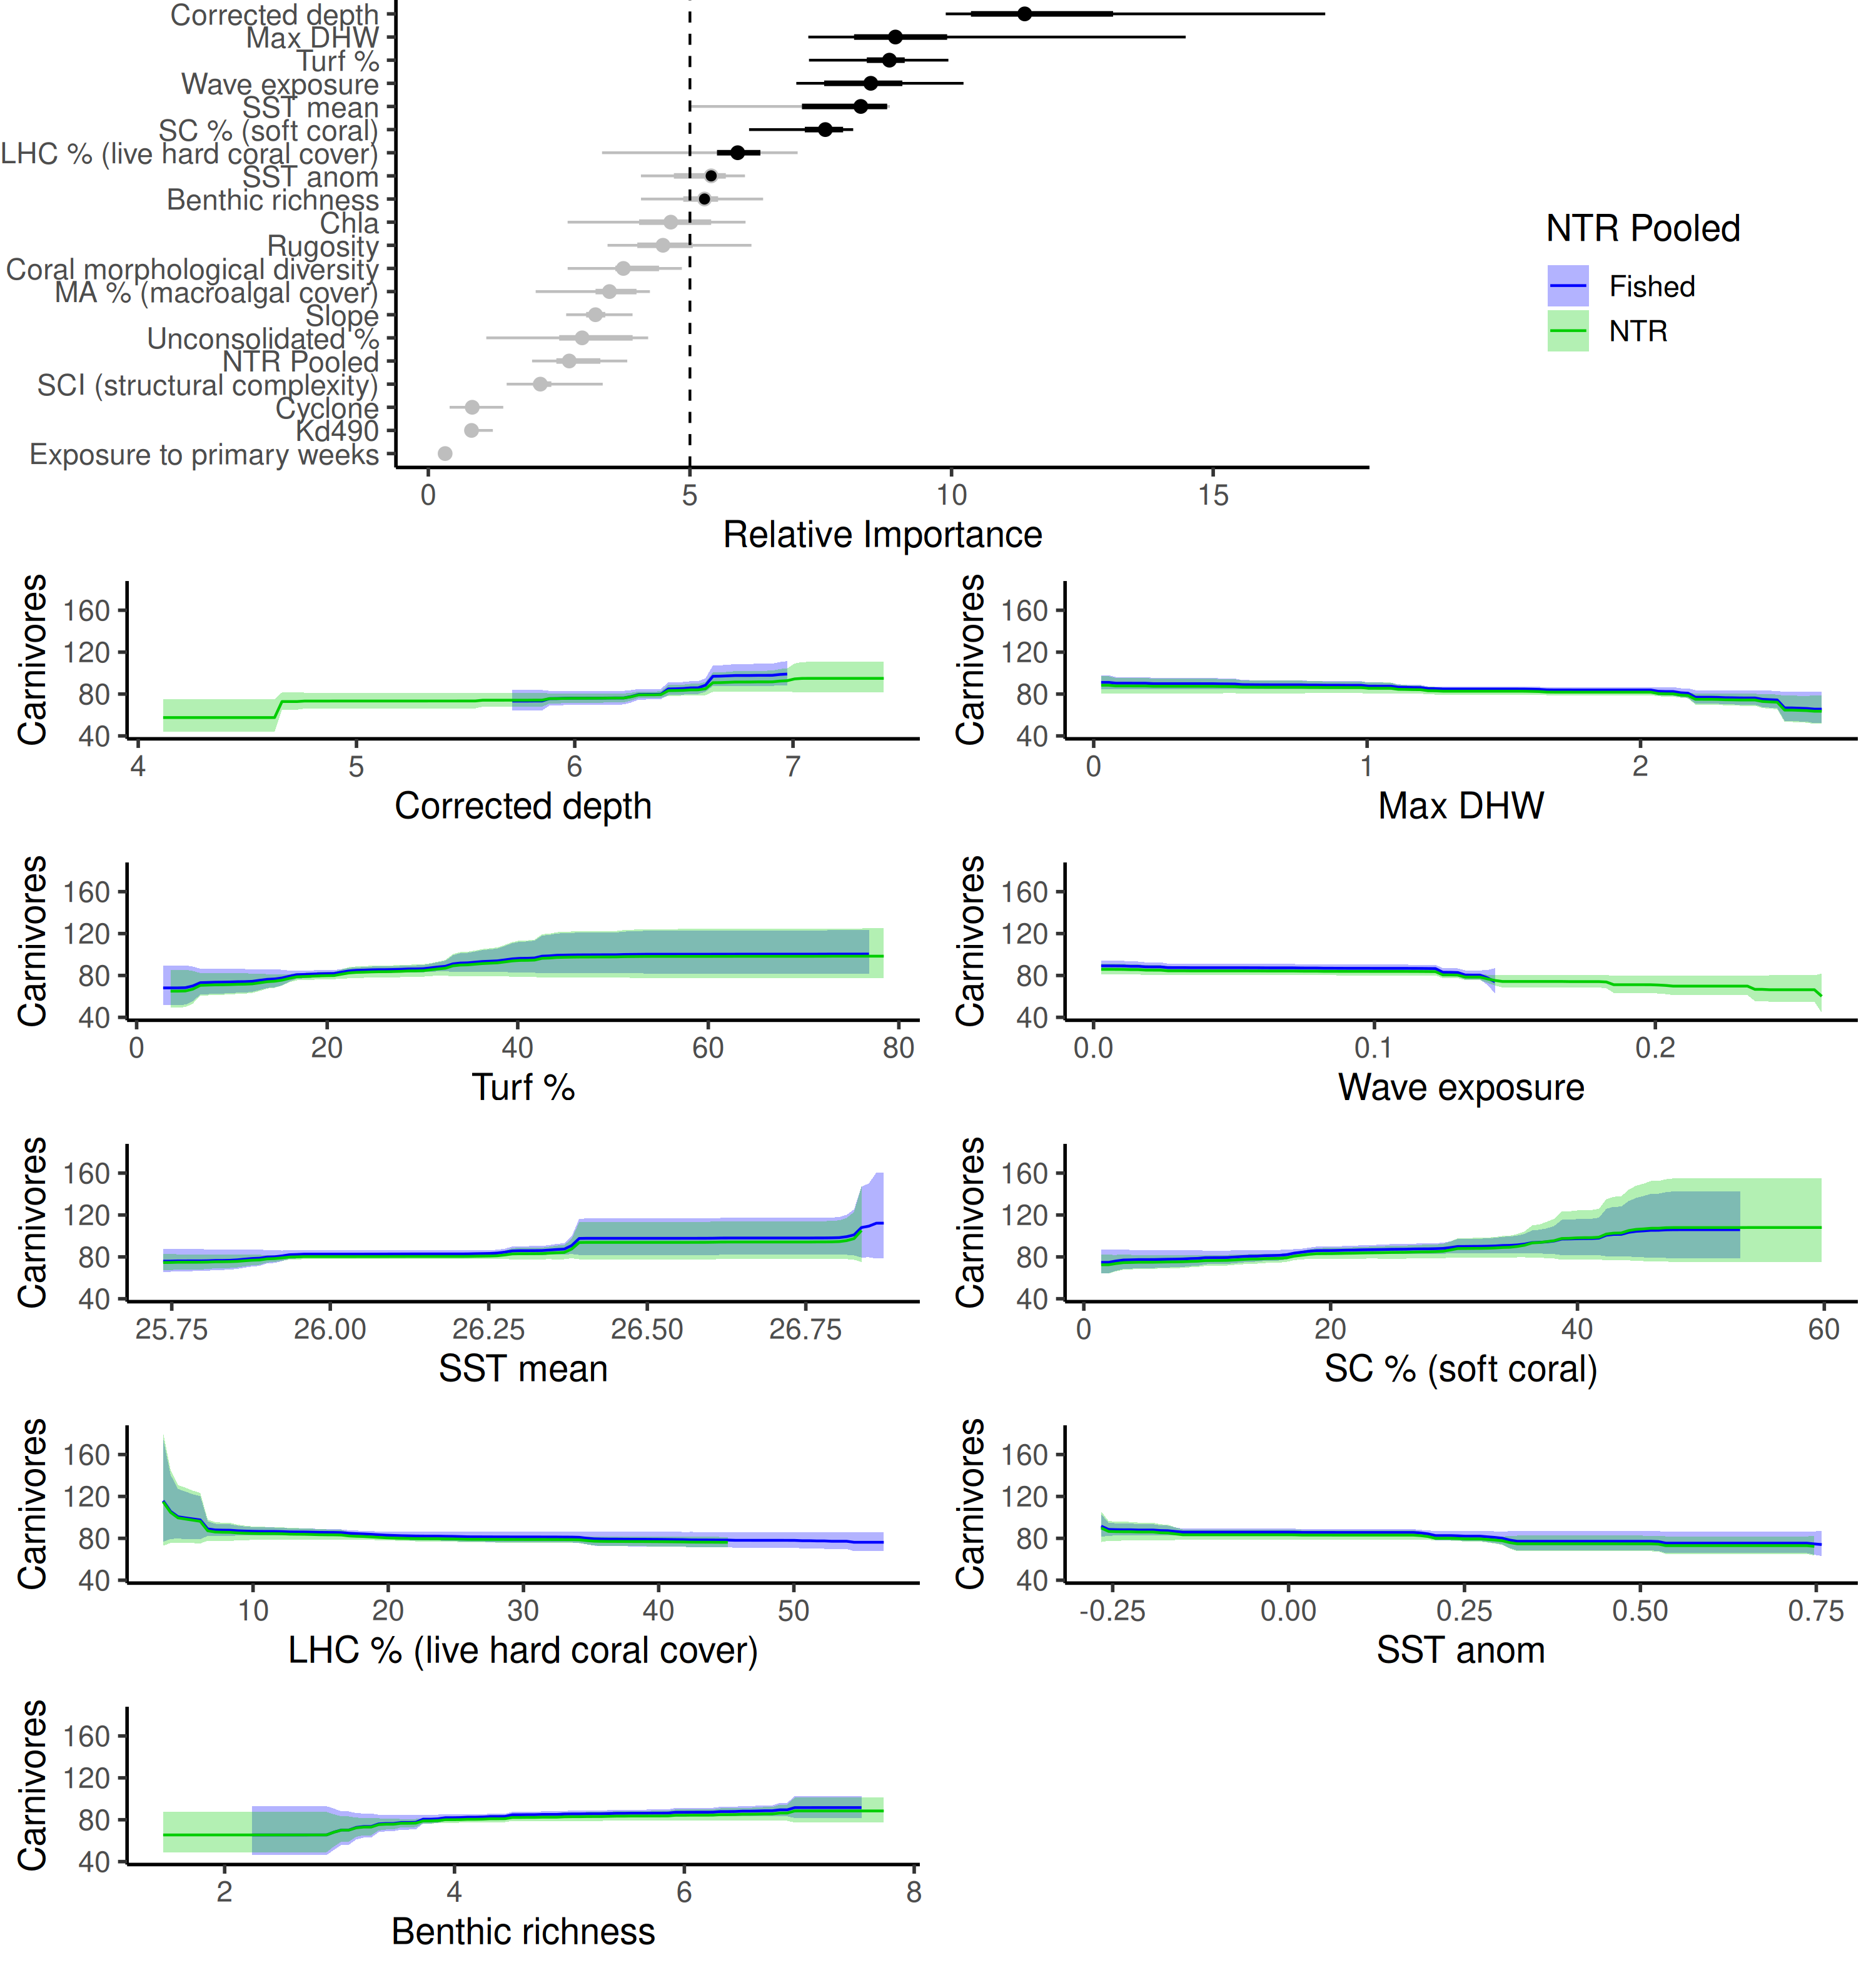 Corrected depth
Max DHW
Turf %
Wave exposure
SST mean
SC % (soft coral)
LHC % (live hard coral cover)
SST anom
Benthic richness
Chla
Rugosity
Coral morphological diversity
MA % (macroalgal cover)
Slope
Unconsolidated %
NTR Pooled
SCI (structural complexity)
Cyclone
Kd490
Exposure to primary weeks
0 5 10 15
Relative Importance
NTR Pooled
Fished
NTR
Carnivores
160
120
80
40
4 5 6 7
Corrected depth
Carnivores
160
120
80
40
0 1 2
Max DHW
Carnivores
160
120
80
40
0 20 40 60 80
Turf %
Carnivores
160
120
80
40
0.0 0.1 0.2
Wave exposure
Carnivores
160
120
80
40
25.75 26.00 26.25 26.50 26.75
SST mean
Carnivores
160
120
80
40
0 20 40 60
SC % (soft coral)
Carnivores
160
120
80
40
10 20 30 40 50
LHC % (live hard coral cover)
Carnivores
160
120
80
40
-0.25 0.00 0.25 0.50 0.75
SST anom
Carnivores
160
120
80
40
2 4 6 8
Benthic richness